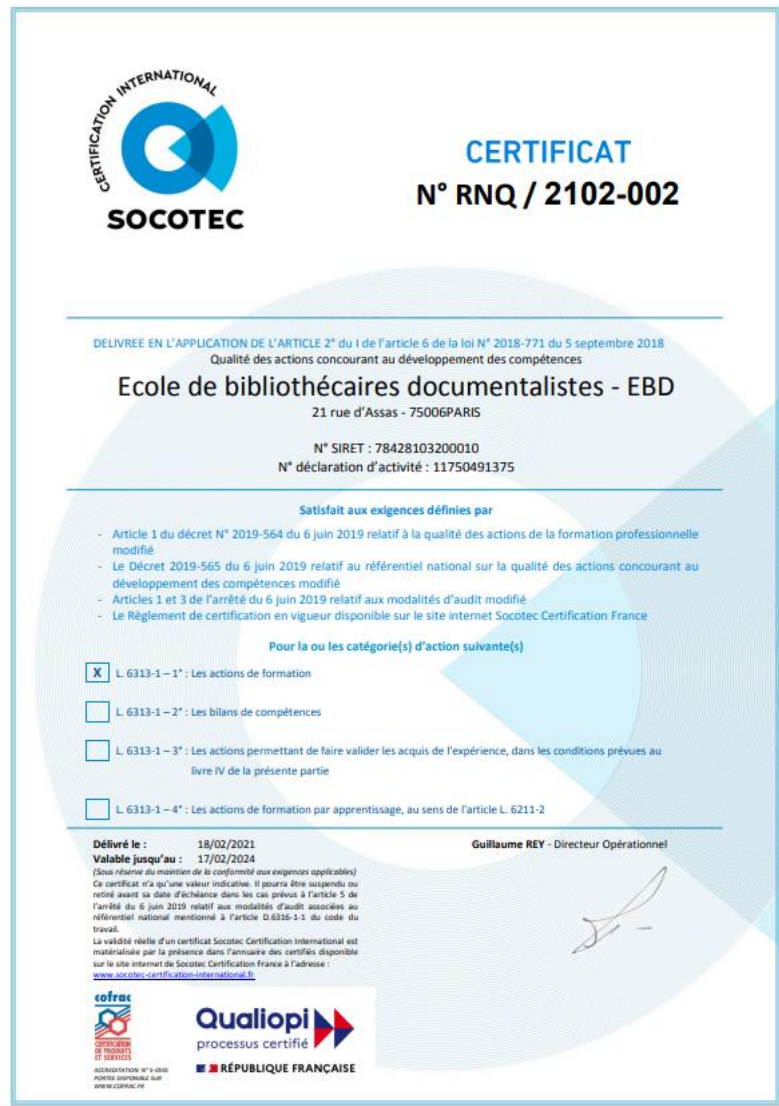 CERTIFICATION INTERNATIONAL
SOCOTEC
CERTIFICAT
N° RNQ / 2102-002
DELIVREE EN L'APPLICATION DE L'ARTICLE 2° du I de l'article 6 de la loi N° 2018-771 du 5 septembre 2018
Qualité des actions concourant au développement des compétences
Ecole de bibliothécaires documentalistes - EBD
21 rue d'Assas - 75006PARIS
N° SIRET : 78428103200010
N° déclaration d'activité : 11750491375
Satisfait aux exigences définies par
- Article 1 du décret N° 2019-564 du 6 juin 2019 relatif à la qualité des actions de la formation professionnelle
modifié
- Le Décret 2019-565 du 6 juin 2019 relatif au référentiel national sur la qualité des actions concourant au
développement des compétences modifié
- Articles 1 et 3 de l'arrêté du 6 juin 2019 relatif aux modalités d'audit modifié
- Le Règlement de certification en vigueur disponible sur le site internet Socotec Certification France
Pour la ou les catégorie(s) d'action suivante(s)
X L. 6313-1 – 1° : Les actions de formation
L. 6313-1 – 2° : Les bilans de compétences
L. 6313-1 – 3° : Les actions permettant de faire valider les acquis de l'expérience, dans les conditions prévues au
livre IV de la présente partie
L. 6313-1 – 4° : Les actions de formation par apprentissage, au sens de l'article L. 6211-2
Délivré le : 18/02/2021
Valable jusqu'au : 17/02/2024
(Sous réserve du maintien de la conformité aux exigences applicables)
Ce certificat n'a qu'une valeur indicative. Il pourra être suspendu ou
retiré avant sa date d'échéance dans les cas prévus à l'article 5 de
l'arrêté du 6 juin 2019 relatif aux modalités d'audit associées au
référentiel national mentionné à l'article D.6316-1-1 du code du
travail.
La validité réelle d'un certificat Socotec Certification International est
matérialisée par la présence dans l'annuaire des certifiés disponible
sur le site internet de Socotec Certification France à l'adresse :
www.socotec-certification-international.fr
Guillaume REY - Directeur Opérationnel
cofrac
CERTIFICATION
DE PRODUITS
ET SERVICES
ACCREDITATION N° 5-0591
PORTEE DISPONIBLE SUR
WWW.COFRAC.FR
Qualiopi
processus certifié
RÉPUBLIQUE FRANÇAISE